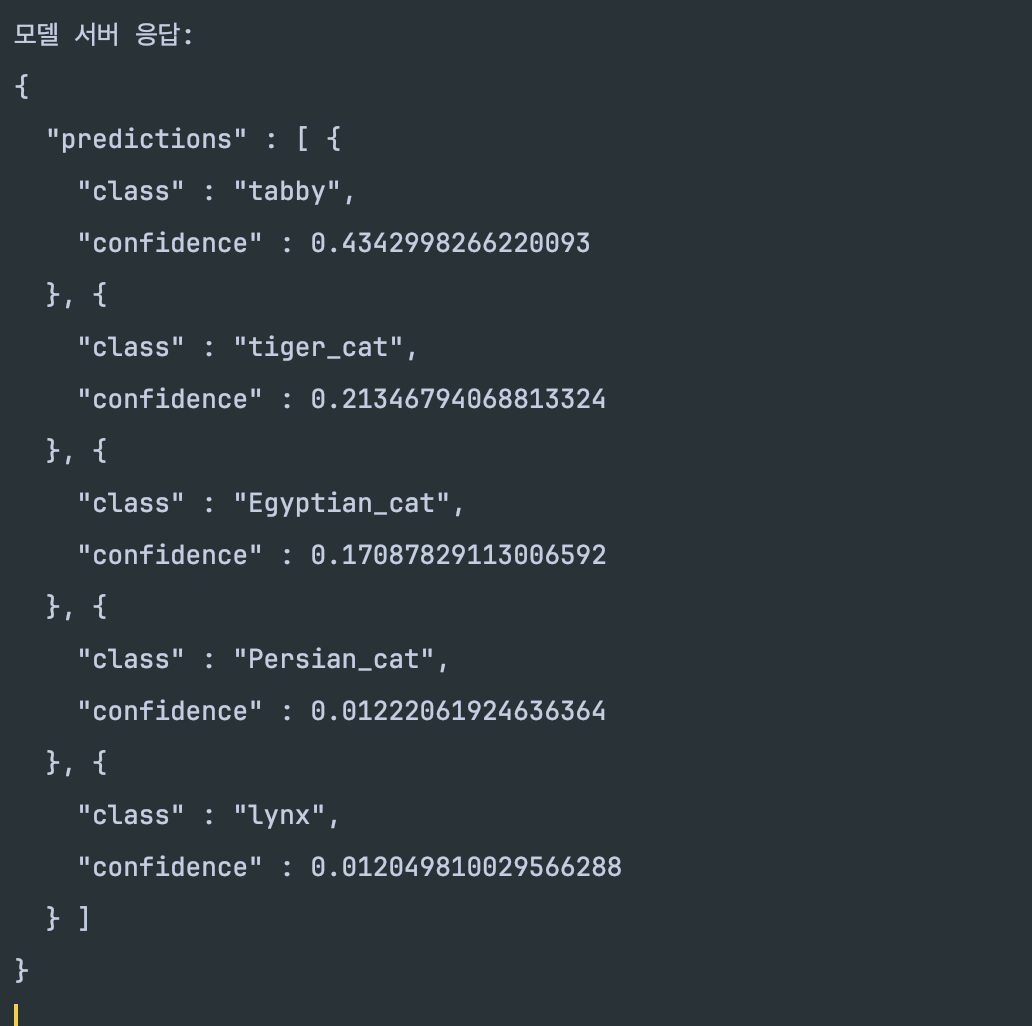 모델 서버 응답:
{
  "predictions" : [ {
    "class" : "tabby",
    "confidence" : 0.4342998266220093
  }, {
    "class" : "tiger_cat",
    "confidence" : 0.21346794068813324
  }, {
    "class" : "Egyptian_cat",
    "confidence" : 0.17087829113006592
  }, {
    "class" : "Persian_cat",
    "confidence" : 0.01222061924636364
  }, {
    "class" : "lynx",
    "confidence" : 0.012049810029566288
  } ]
}